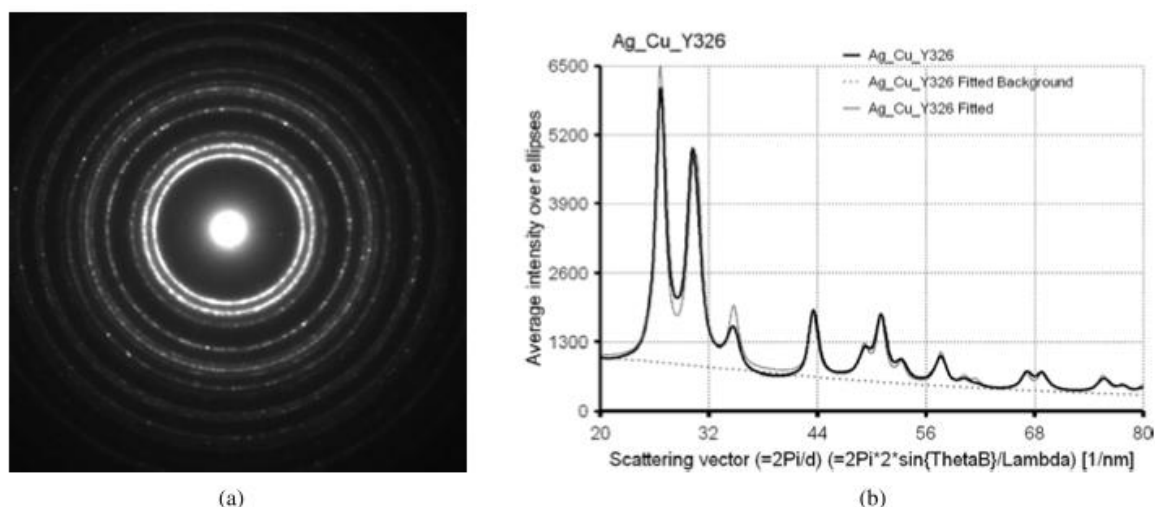 Ag_Cu_Y326
6500
5200
3900
2600
1300
0
Average intensity over ellipses
Ag_Cu_Y326
Ag_Cu_Y326 Fitted Background
Ag_Cu_Y326 Fitted
20 32 44 56 68 80
Scattering vector (=2Pi/d) (=2Pi*2*sin{ThetaB}/Lambda) [1/nm]
(a) (b)